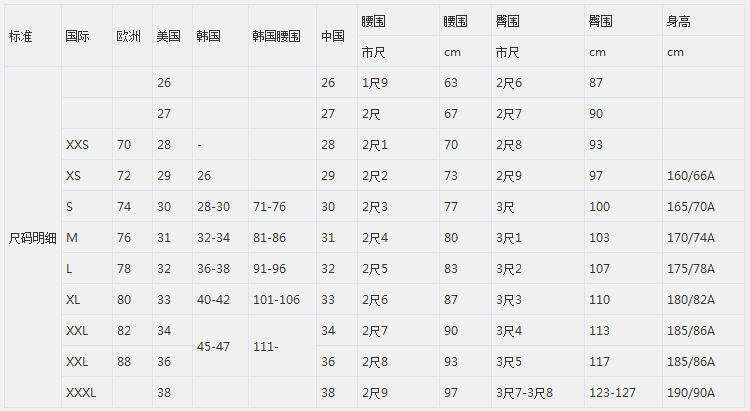 标准 国际 欧洲 美国 韩国 韩国腰围 中国 腰围 腰围 臀围 臀围 身高
市尺 cm 市尺 cm cm
26 26 1尺9 63 2尺6 87
27 27 2尺 67 2尺7 90
XXS 70 28 - 28 2尺1 70 2尺8 93
XS 72 29 26 29 2尺2 73 2尺9 97 160/66A
S 74 30 28-30 71-76 30 2尺3 77 3尺 100 165/70A
尺码明细 M 76 31 32-34 81-86 31 2尺4 80 3尺1 103 170/74A
L 78 32 36-38 91-96 32 2尺5 83 3尺2 107 175/78A
XL 80 33 40-42 101-106 33 2尺6 87 3尺3 110 180/82A
XXL 82 34 45-47 111- 34 2尺7 90 3尺4 113 185/86A
XXL 88 36 36 2尺8 93 3尺5 117 185/86A
XXXL 38 38 2尺9 97 3尺7-3尺8 123-127 190/90A